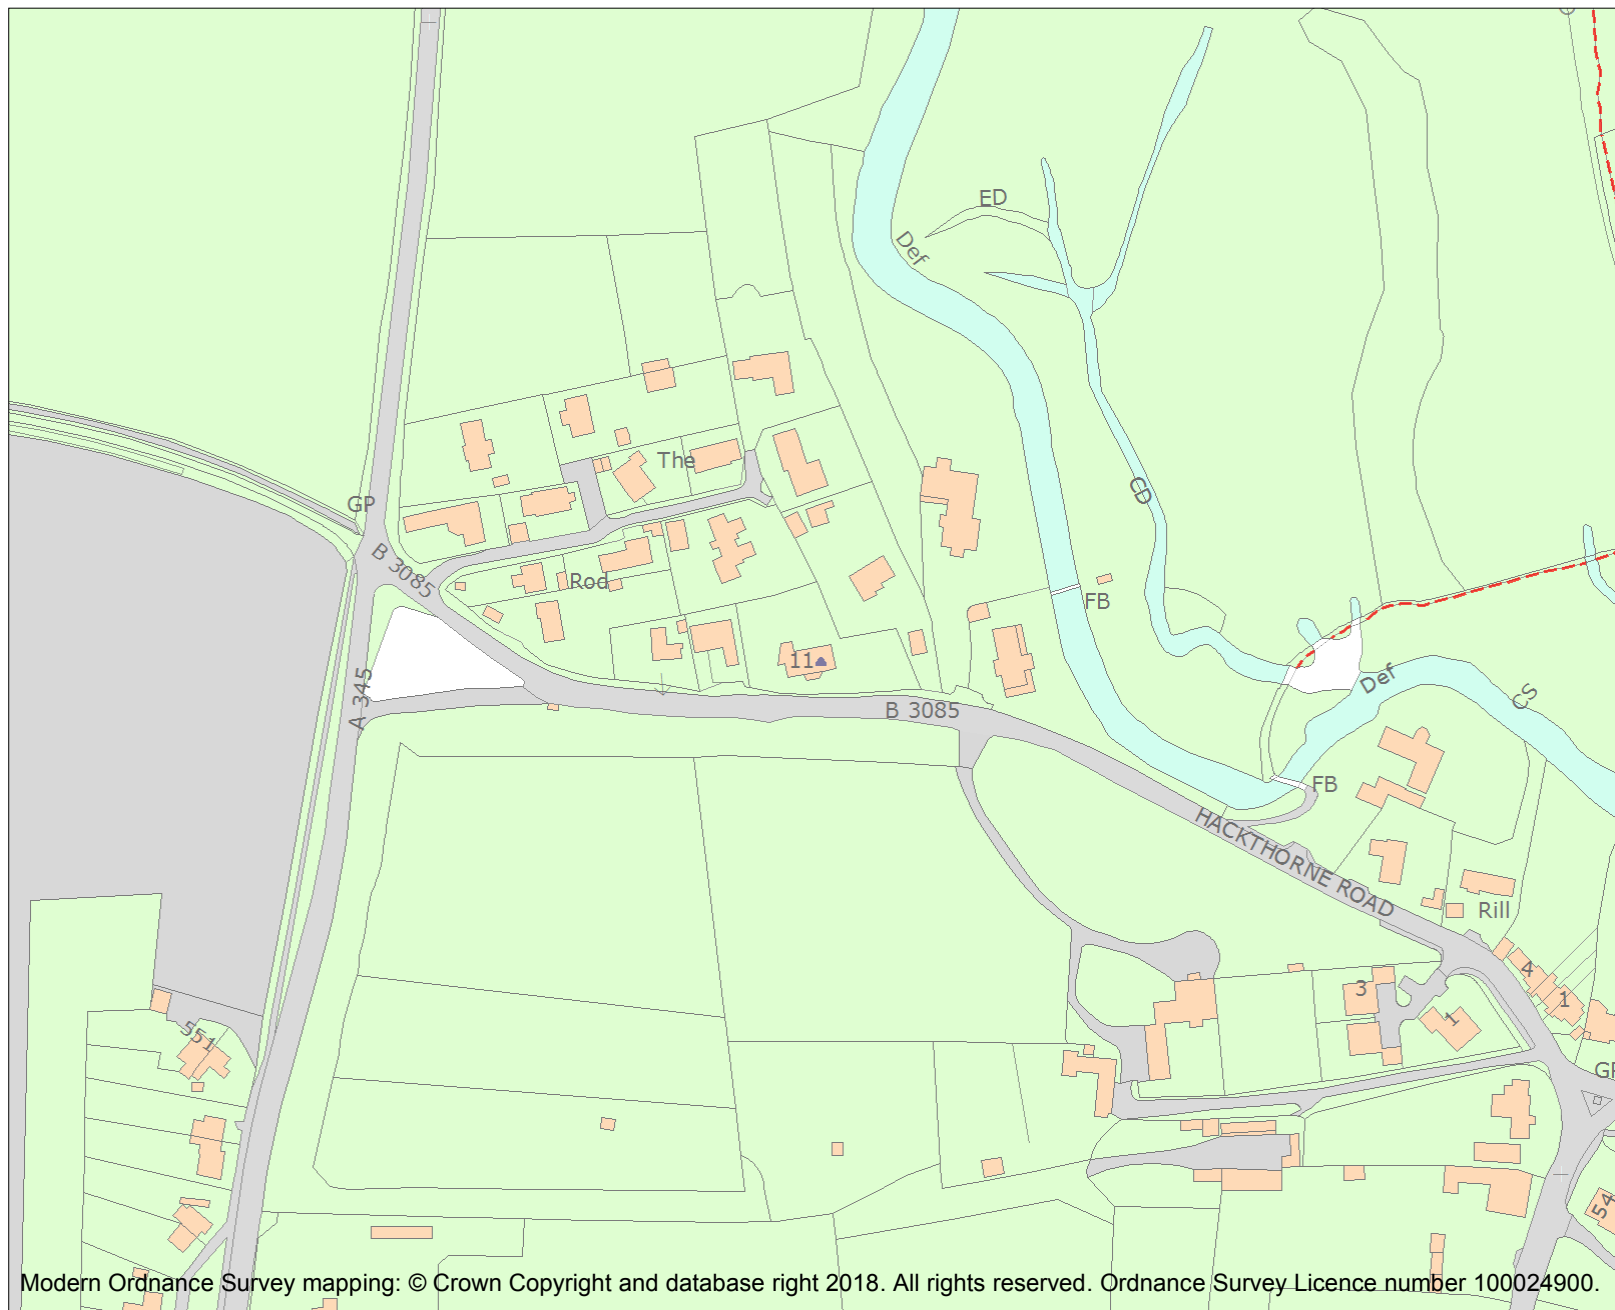 ED
Def
The
CD
GP
B 3085
Rod
FB
11
A 345
B 3085
Def
CS
FB
HACKTHORNE ROAD
Rill
4
3
1
1
551
54
Modern Ordnance Survey mapping: © Crown Copyright and database right 2018. All rights reserved. Ordnance Survey Licence number 100024900.